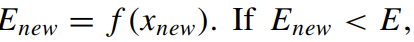 E_new = f(x_new). If E_new < E,